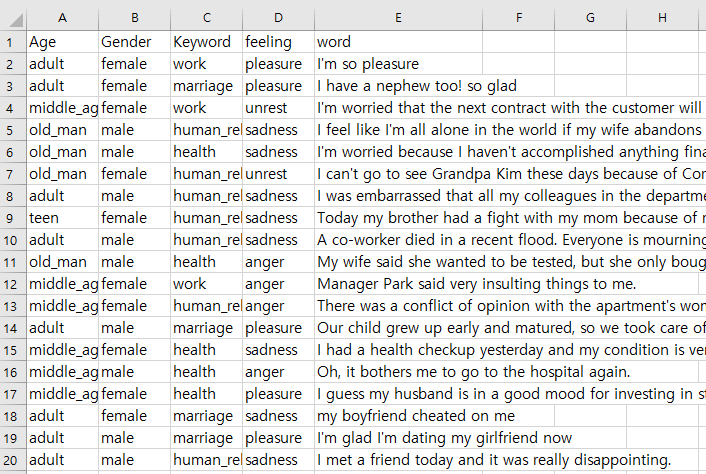 A B C D E F G H
1 Age Gender Keyword feeling word
2 adult female work pleasure I'm so pleasure
3 adult female marriage pleasure I have a nephew too! so glad
4 middle_ag female work unrest I'm worried that the next contract with the customer will
5 old_man male human_rel sadness I feel like I'm all alone in the world if my wife abandons
6 old_man male health sadness I'm worried because I haven't accomplished anything fina
7 old_man female human_rel unrest I can't go to see Grandpa Kim these days because of Cor
8 adult male human_rel sadness I was embarrassed that all my colleagues in the departme
9 teen female human_rel sadness Today my brother had a fight with my mom because of
10 adult male human_rel sadness A co-worker died in a recent flood. Everyone is mourning
11 old_man male health anger My wife said she wanted to be tested, but she only boug
12 middle_ag female work anger Manager Park said very insulting things to me.
13 middle_ag female human_rel anger There was a conflict of opinion with the apartment's wom
14 adult male marriage pleasure Our child grew up early and matured, so we took care of
15 middle_ag female health sadness I had a health checkup yesterday and my condition is ver
16 middle_ag male health anger Oh, it bothers me to go to the hospital again.
17 middle_ag female health pleasure I guess my husband is in a good mood for investing in st
18 adult female marriage sadness my boyfriend cheated on me
19 adult male marriage pleasure I'm glad I'm dating my girlfriend now
20 adult male human_rel sadness I met a friend today and it was really disappointing.